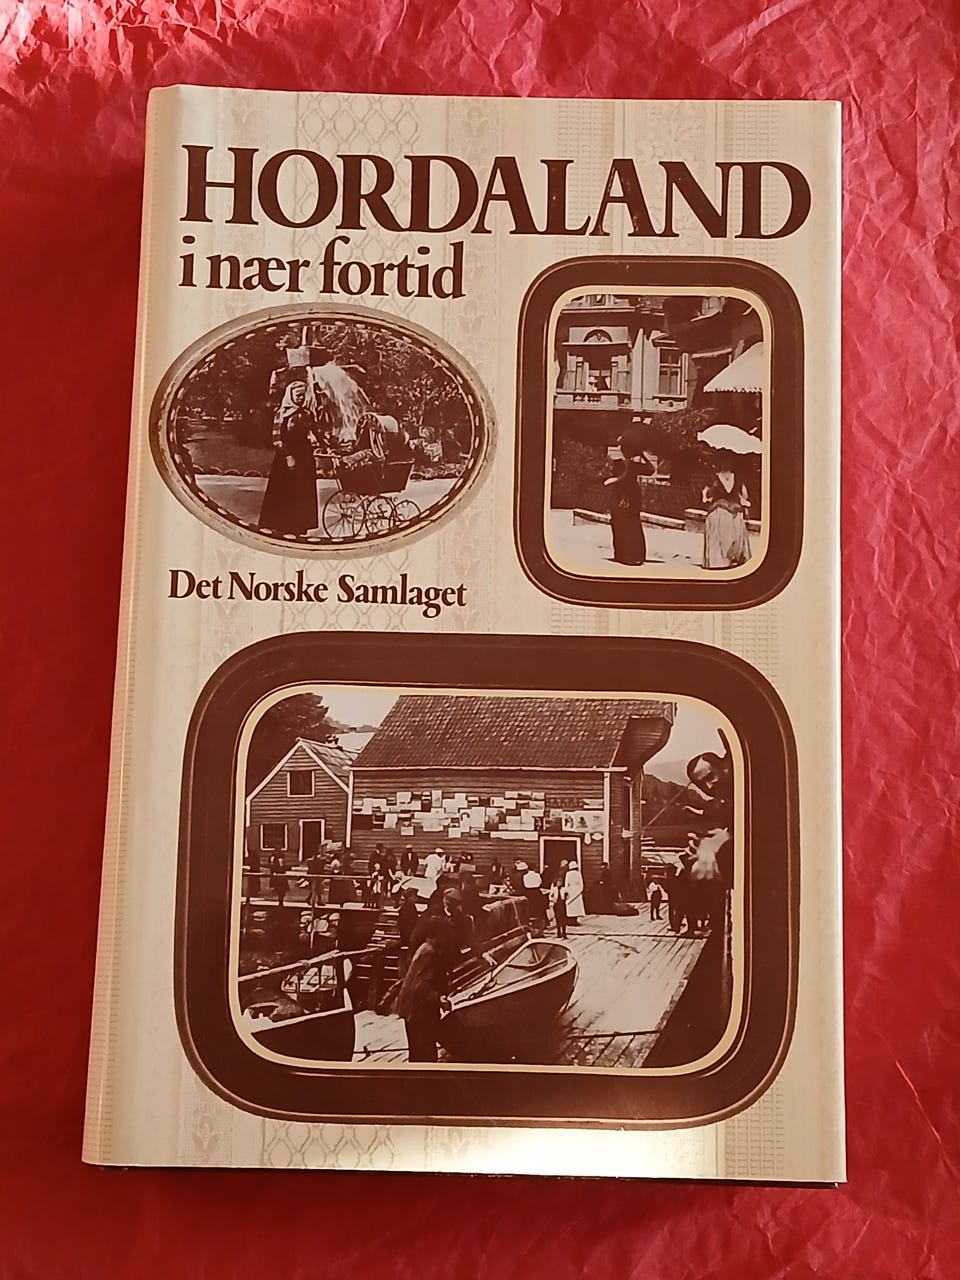 HORDALAND
i nær fortid
Det Norske Samlaget